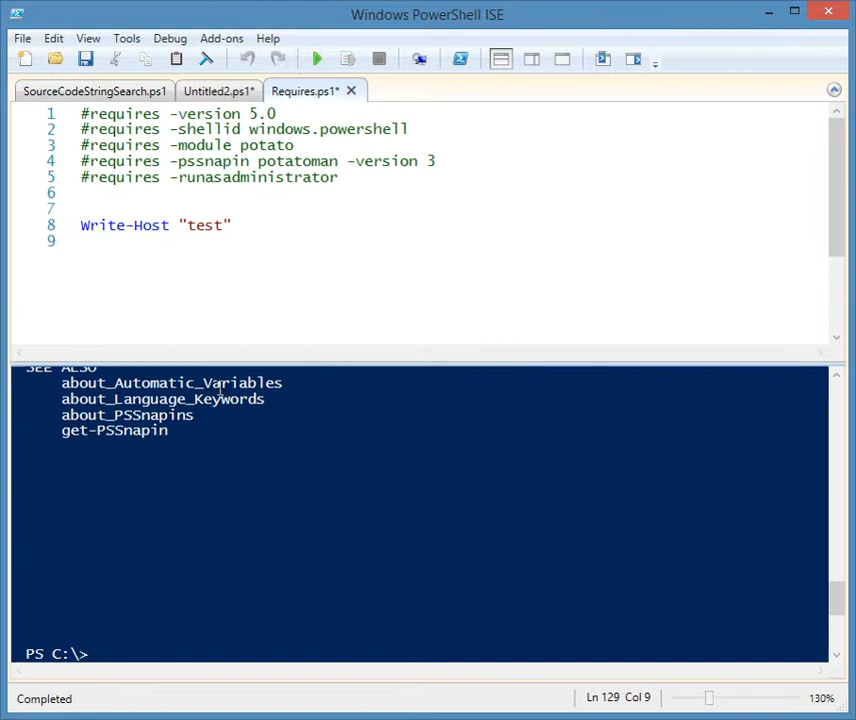 Windows PowerShell ISE
File Edit View Tools Debug Add-ons Help
SourceCodeStringSearch.ps1 Untitled2.ps1* Requires.ps1*
1 #requires -version 5.0
2 #requires -shellid windows.powershell
3 #requires -module potato
4 #requires -pssnapin potatoman -version 3
5 #requires -runasadministrator
6
7
8 Write-Host "test"
9
SEE ALSO
about_Automatic_Variables
about_Language_Keywords
about_PSSnapins
get-PSSnapin
PS C:\>
Completed Ln 129 Col 9 130%